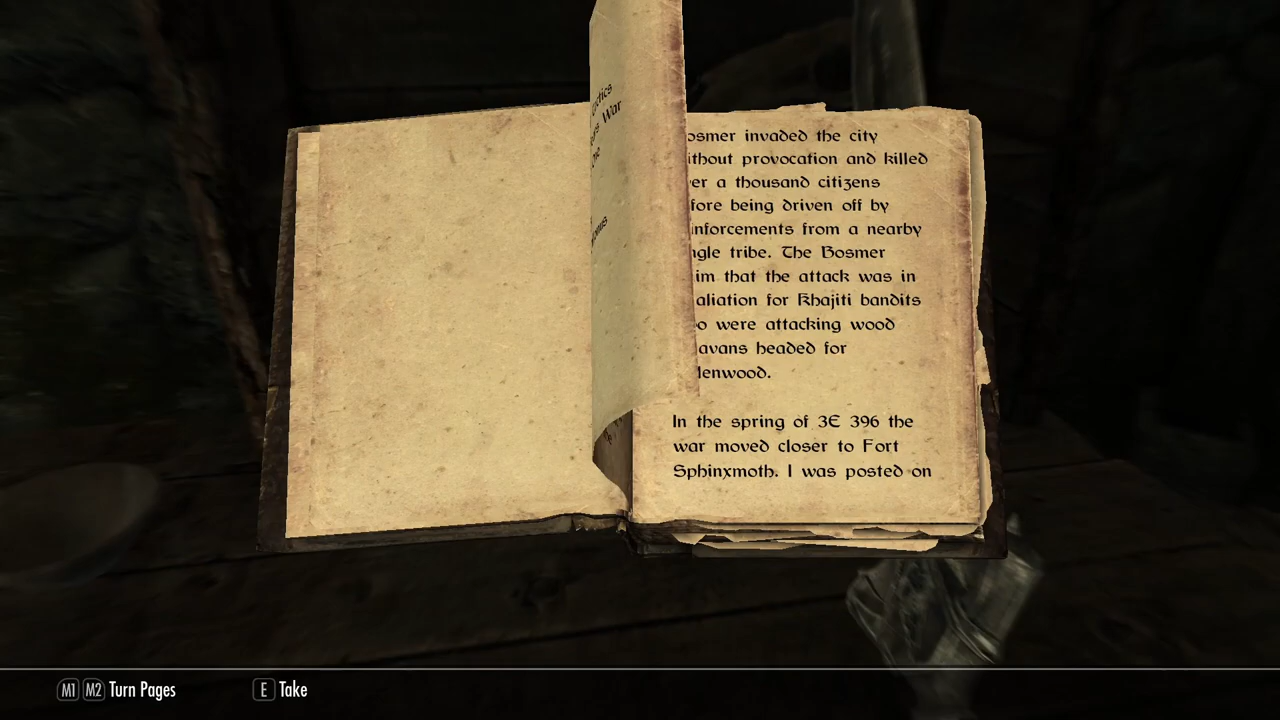 War
osmer invaded the city
ithout provocation and killed
er a thousand citizens
fore being driven off by
inforcements from a nearby
ngle tribe. The Bosmer
im that the attack was in
aliation for Khajiti bandits
o were attacking wood
avans headed for
lenwood.
In the spring of 3E 396 the
war moved closer to Fort
Sphinxmoth. I was posted on
M1 M2 Turn Pages
E Take